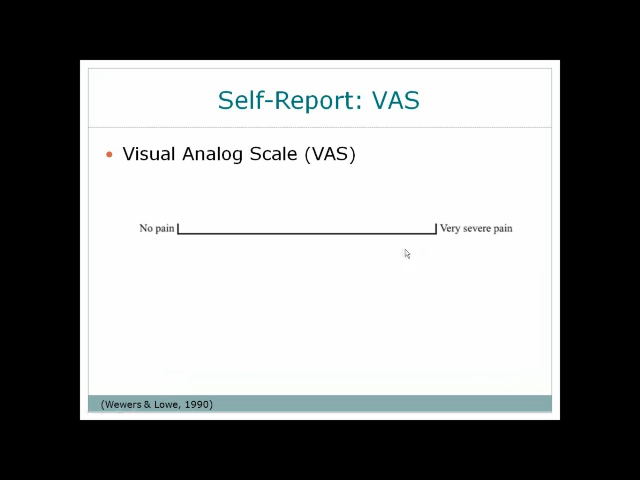 Self-Report: VAS
• Visual Analog Scale (VAS)
No pain Very severe pain
(Wewers & Lowe, 1990)